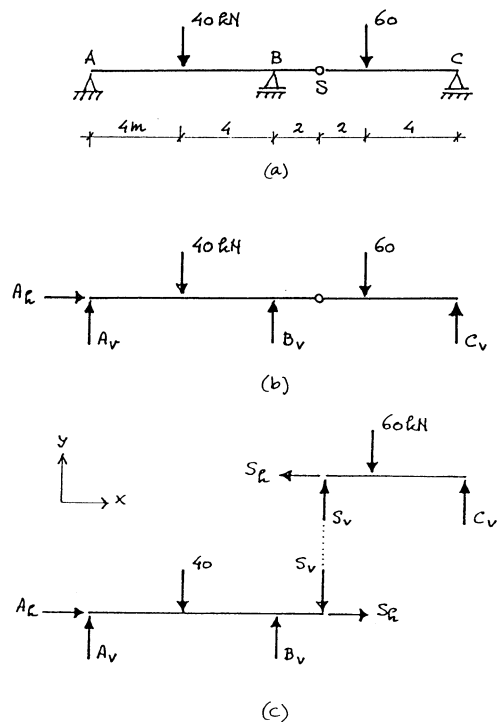 40 kN 60
A B C
S
4m 4 2 2 4
(a)
40 kN 60
Ah
Av Bv Cv
(b)
60 kN
y
Sh
x
Sv Cv
40 Sv
Ah Sh
Av Bv
(c)